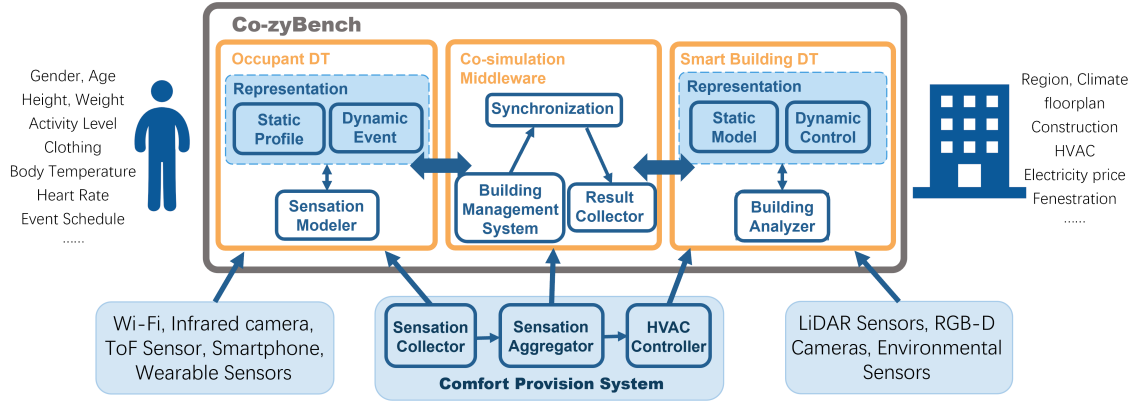 Co-zyBench
Gender, Age
Height, Weight
Activity Level
Clothing
Body Temperature
Heart Rate
Event Schedule
......
Occupant DT
Representation
Static
Profile
Dynamic
Event
Sensation
Modeler
Co-simulation
Middleware
Synchronization
Building
Management
System
Result
Collector
Smart Building DT
Representation
Static
Model
Dynamic
Control
Building
Analyzer
Region, Climate
floorplan
Construction
HVAC
Electricity price
Fenestration
......
Wi-Fi, Infrared camera,
ToF Sensor, Smartphone,
Wearable Sensors
Sensation
Collector
Sensation
Aggregator
HVAC
Controller
Comfort Provision System
LiDAR Sensors, RGB-D
Cameras, Environmental
Sensors